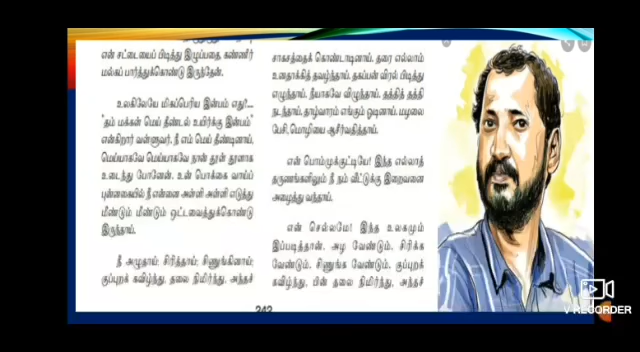 என் சட்டையைப் பிடித்து இழுப்பதை, கண்ணீர்
மல்கப் பார்த்துக்கொண்டு இருந்தேன்.
உலகிலேயே மிகப்பெரிய இன்பம் எது?...
"தம் மக்கள் மெய் தீண்டல் உயிர்க்கு இன்பம்"
என்கிறார் வள்ளுவர். நீ எம் மெய் தீண்டினாய்.
மெய்யாகவே மெய்யாகவே நான் தூள் தூளாக
உடைந்து போனேன். உன் பொக்கை வாய்ப்
புன்னகையில் நீ என்னை அள்ளி அள்ளி எடுத்து
மீண்டும் மீண்டும் ஒட்டவைத்துக்கொண்டு
இருந்தாய்.
நீ அழுதாய்; சிரித்தாய்; சிணுங்கினாய்;
குப்புறக் கவிழ்ந்து, தலை நிமிர்ந்து, அந்தச்
சாகசத்தைக் கொண்டாடினாய். தரை எல்லாம்
உனதாக்கித் தவழ்ந்தாய். தகப்பன் விரல் பிடித்து
எழுந்தாய். நீயாகவே விழுந்தாய். தத்தித் தத்தி
நடந்தாய். தாழ்வாரம் எங்கும் ஓடினாய். மழலை
பேசி, மொழியை ஆசீர்வதித்தாய்.
என் பொம்முக்குட்டியே! இந்த எல்லாத்
தருணங்களிலும் நீ நம் வீட்டுக்கு இறைவனை
அழைத்து வந்தாய்.
என் செல்லமே! இந்த உலகமும்
இப்படித்தான். அழ வேண்டும். சிரிக்க
வேண்டும். சிணுங்க வேண்டும். குப்புறக்
கவிழ்ந்து, பின் தலை நிமிர்ந்து, அந்தச்
V RECORDER